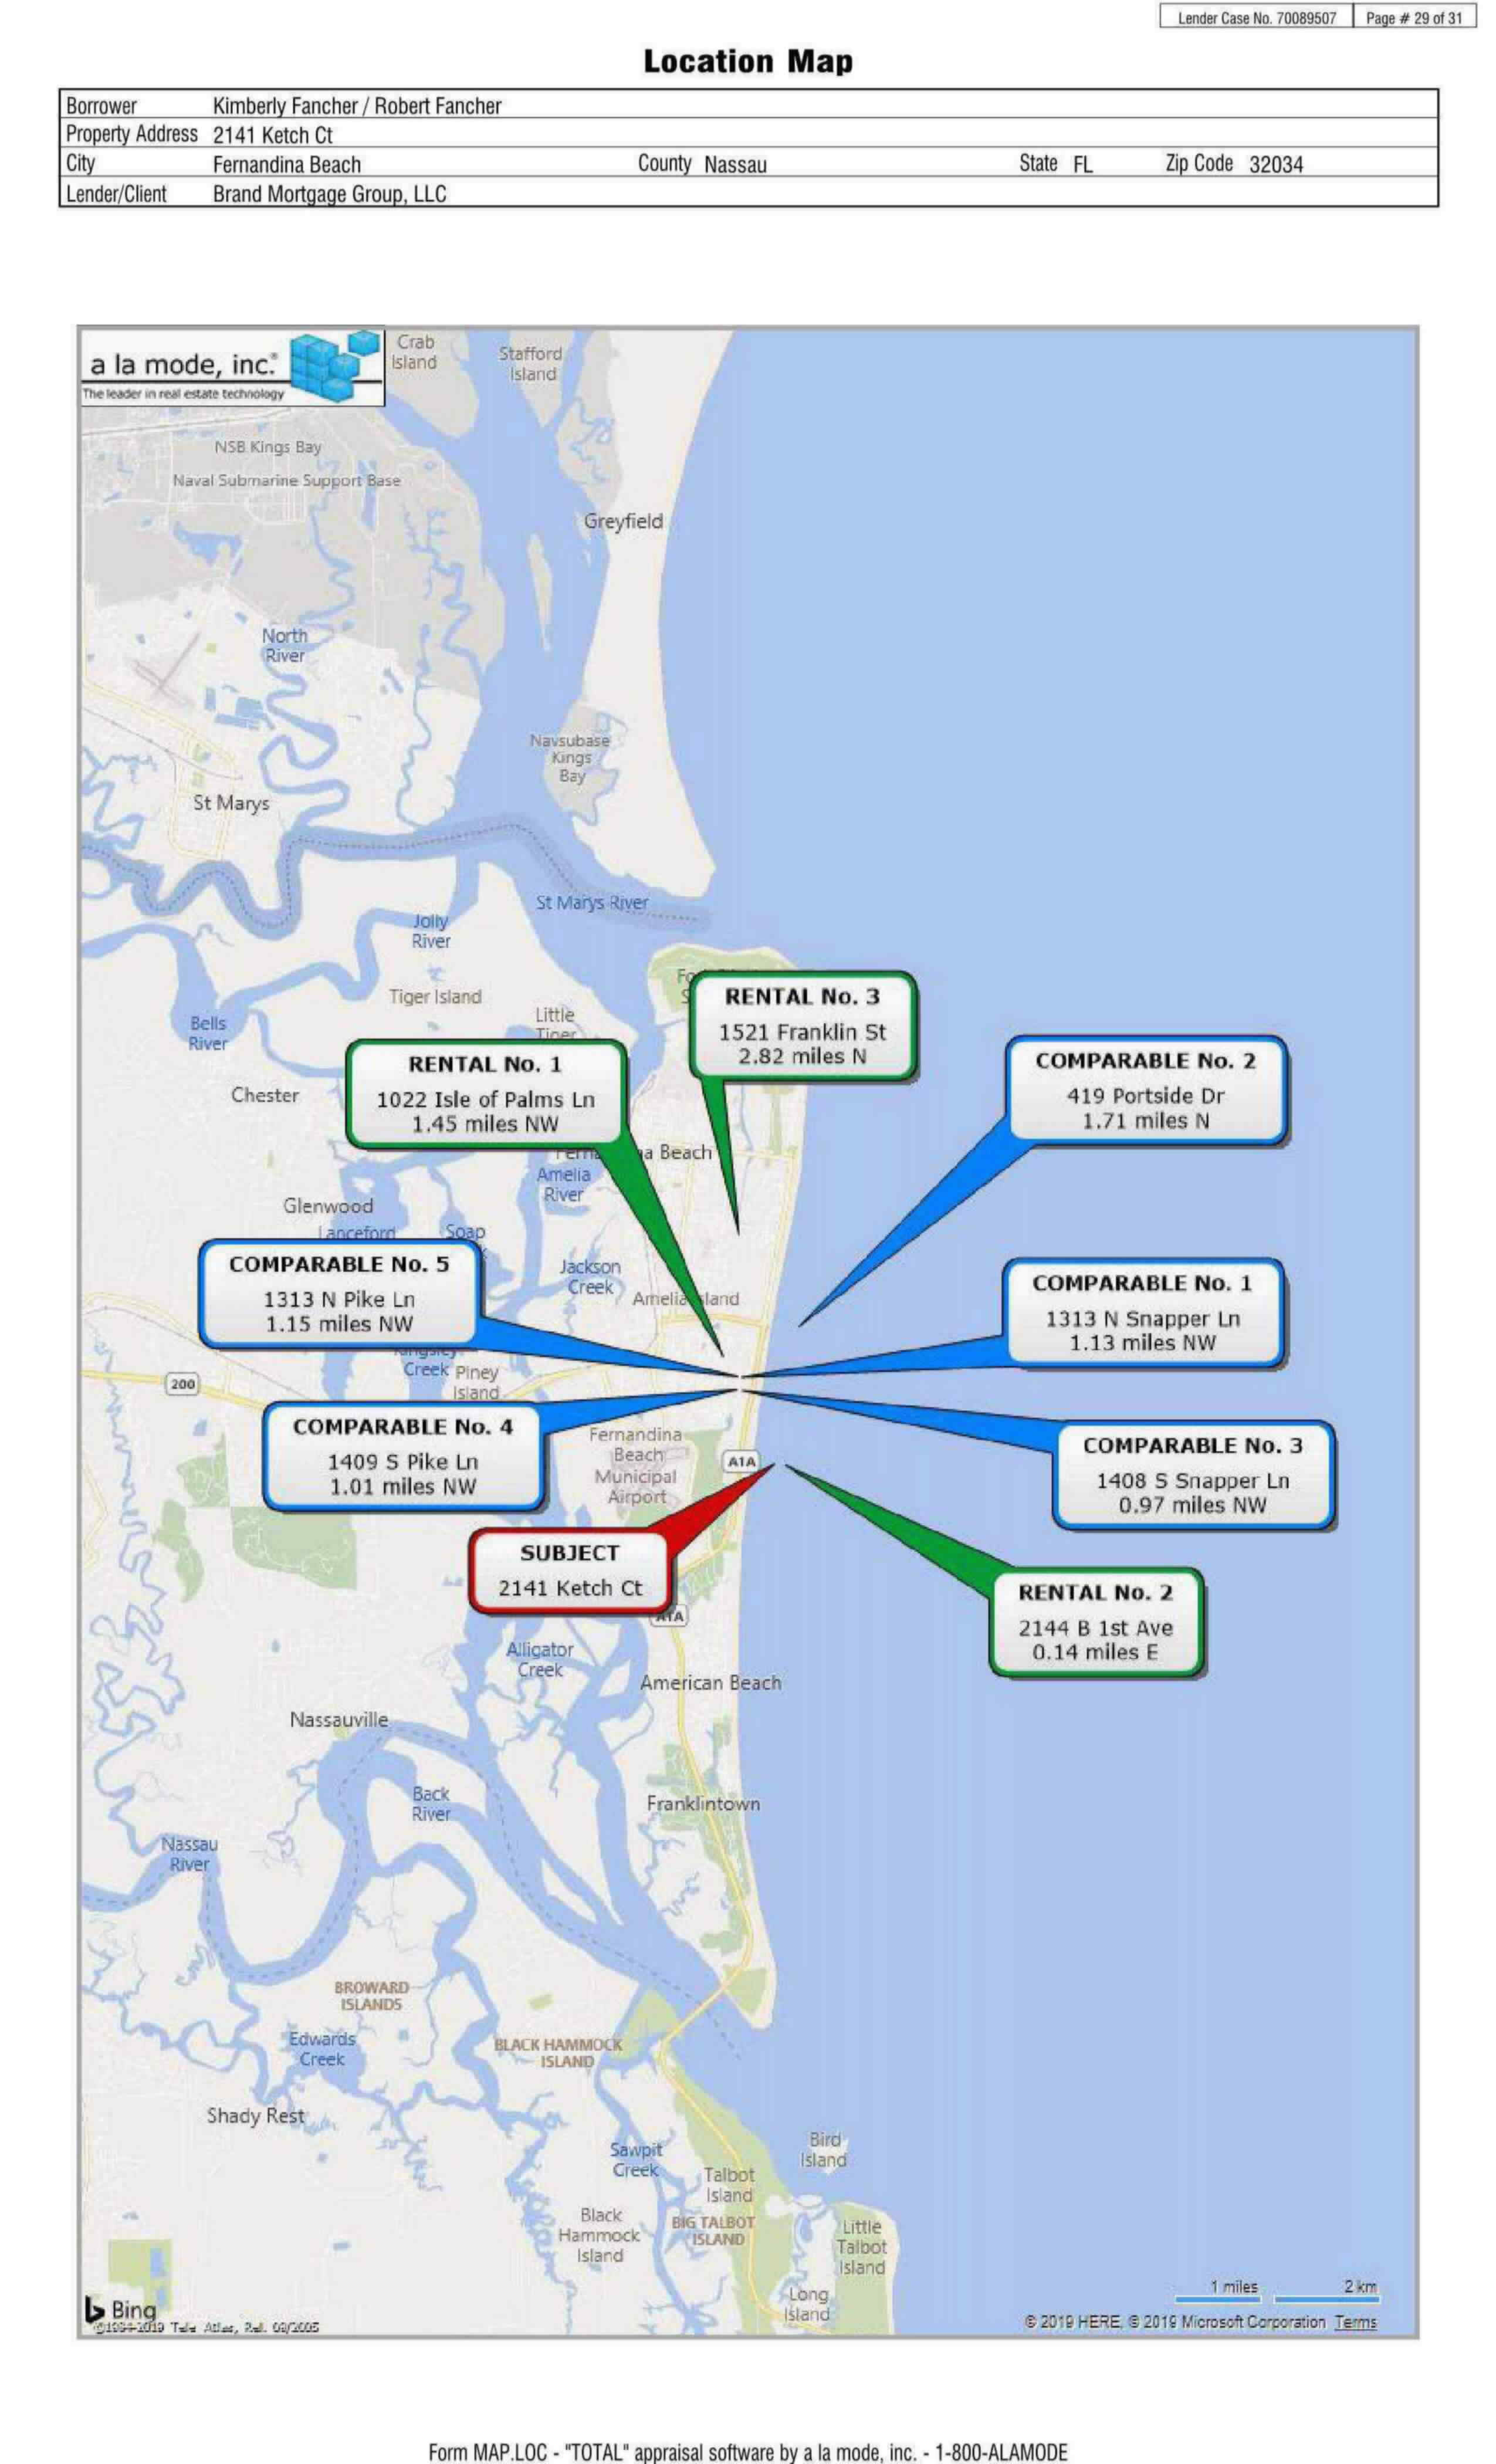 Lender Case No. 70089507 Page # 29 of 31
Location Map
Borrower Kimberly Fancher / Robert Fancher
Property Address 2141 Ketch Ct
City Fernandina Beach County Nassau State FL Zip Code 32034
Lender/Client Brand Mortgage Group, LLC
a la mode, inc.
The leader in real estate technology
Crab
Island
Stafford
Island
NSB Kings Bay
Naval Submarine Support Base
Greyfield
North
River
Navsubase
Kings
Bay
St Marys
St Marys River
Jolly
River
Tiger Island
Little
Bells
River
Chester
RENTAL No. 3
1521 Franklin St
2.82 miles N
RENTAL No. 1
1022 Isle of Palms Ln
1.45 miles NW
COMPARABLE No. 2
419 Portside Dr
1.71 miles N
Beach
Amelia
River
Glenwood
Lanceford
Soap
COMPARABLE No. 5
1313 N Pike Ln
1.15 miles NW
Jackson
Creek
Amelia Island
COMPARABLE No. 1
1313 N Snapper Ln
1.13 miles NW
Kingsley
Creek
Piney
Island
200
COMPARABLE No. 4
1409 S Pike Ln
1.01 miles NW
Fernandina
Beach
Municipal
Airport
A1A
COMPARABLE No. 3
1408 S Snapper Ln
0.97 miles NW
SUBJECT
2141 Ketch Ct
A1A
RENTAL No. 2
2144 B 1st Ave
0.14 miles E
Alligator
Creek
American Beach
Nassauville
Back
River
Franklintown
Nassau
River
BROWARD
ISLANDS
Edwards
Creek
BLACK HAMMOCK
ISLAND
Shady Rest
Sawpit
Creek
Bird
Island
Talbot
Island
Black
Hammock
Island
BIG TALBOT
ISLAND
Little
Talbot
Island
Long
Island
1 miles 2 km
Bing
©1994-2019 Tele Atlas, Rel. 09/2005
© 2019 HERE, © 2019 Microsoft Corporation Terms
Form MAP.LOC - "TOTAL" appraisal software by a la mode, inc. - 1-800-ALAMODE